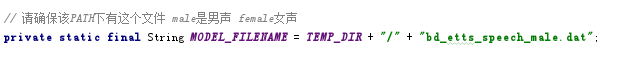 // 请确保该PATH下有这个文件 male是男声 female女声
private static final String MODEL_FILENAME = TEMP_DIR + "/" + "bd_etts_speech_male.dat";